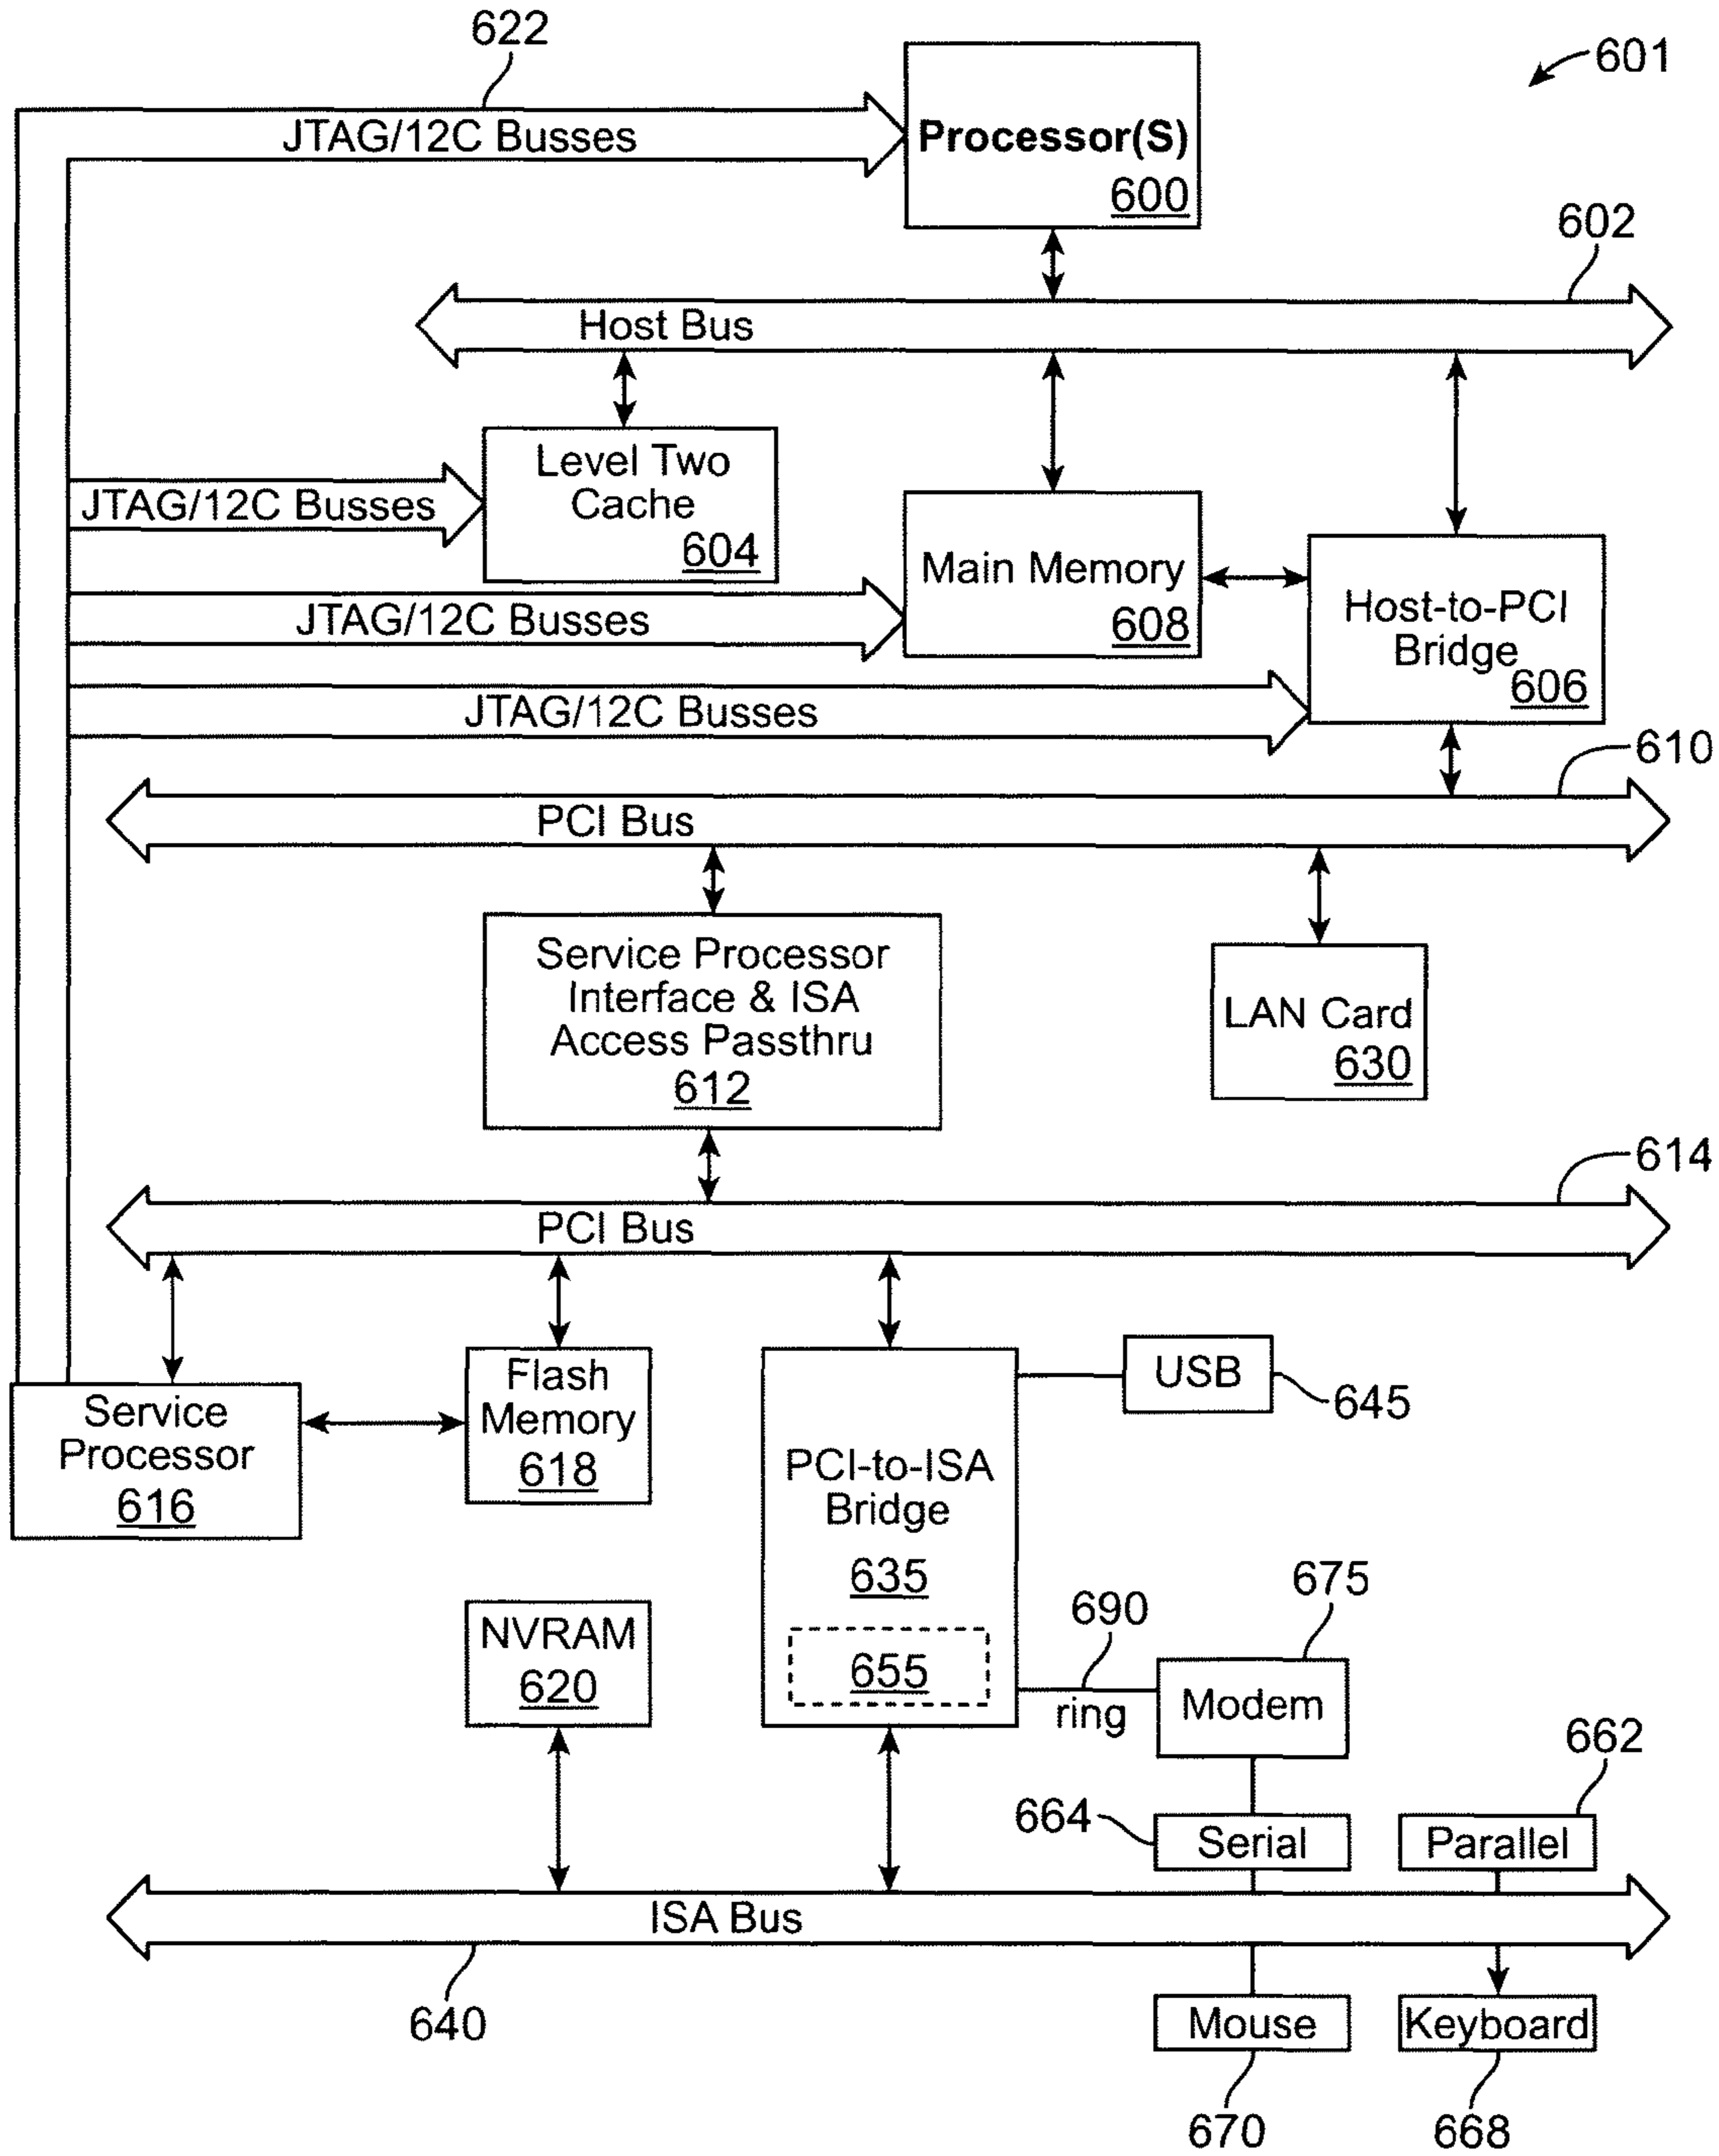 622
601
JTAG/12C Busses
Processor(S)
600
602
Host Bus
Level Two
Cache
604
JTAG/12C Busses
Main Memory
608
JTAG/12C Busses
Host-to-PCI
Bridge
606
JTAG/12C Busses
610
PCI Bus
Service Processor
Interface & ISA
Access Passthru
612
LAN Card
630
614
PCI Bus
Service
Processor
616
Flash
Memory
618
USB
645
PCI-to-ISA
Bridge
635
655
NVRAM
620
690
ring
675
Modem
662
664
Serial
Parallel
ISA Bus
640
Mouse
Keyboard
670
668